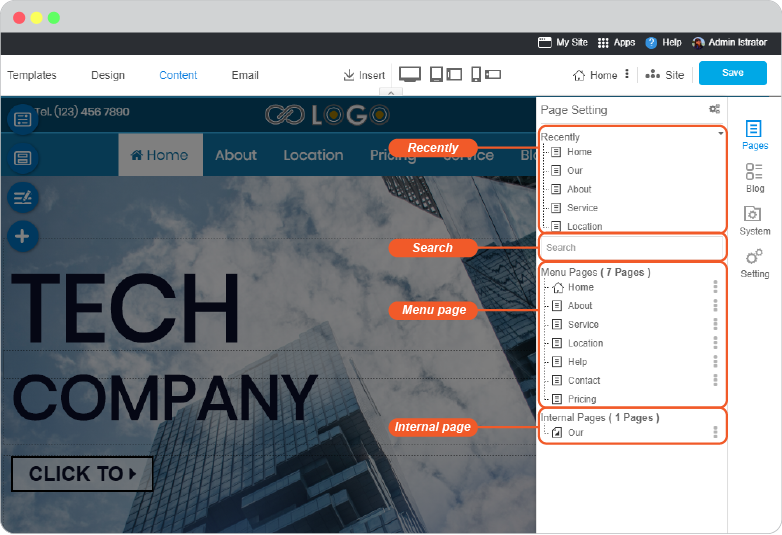 My Site Apps ? Help Admin Istrator
Templates Design Content Email Insert Home Site Save
Tel. (123) 456 7890
LOGO
Home About Location Pricing Service
TECH
COMPANY
CLICK TO
Page Setting
Recently
Recently
Home
Our
About
Service
Location
Search
Search
Menu Pages ( 7 Pages )
Home
Menu page
About
Service
Location
Help
Contact
Pricing
Internal page
Internal Pages ( 1 Pages )
Our
Pages
Blog
System
Setting